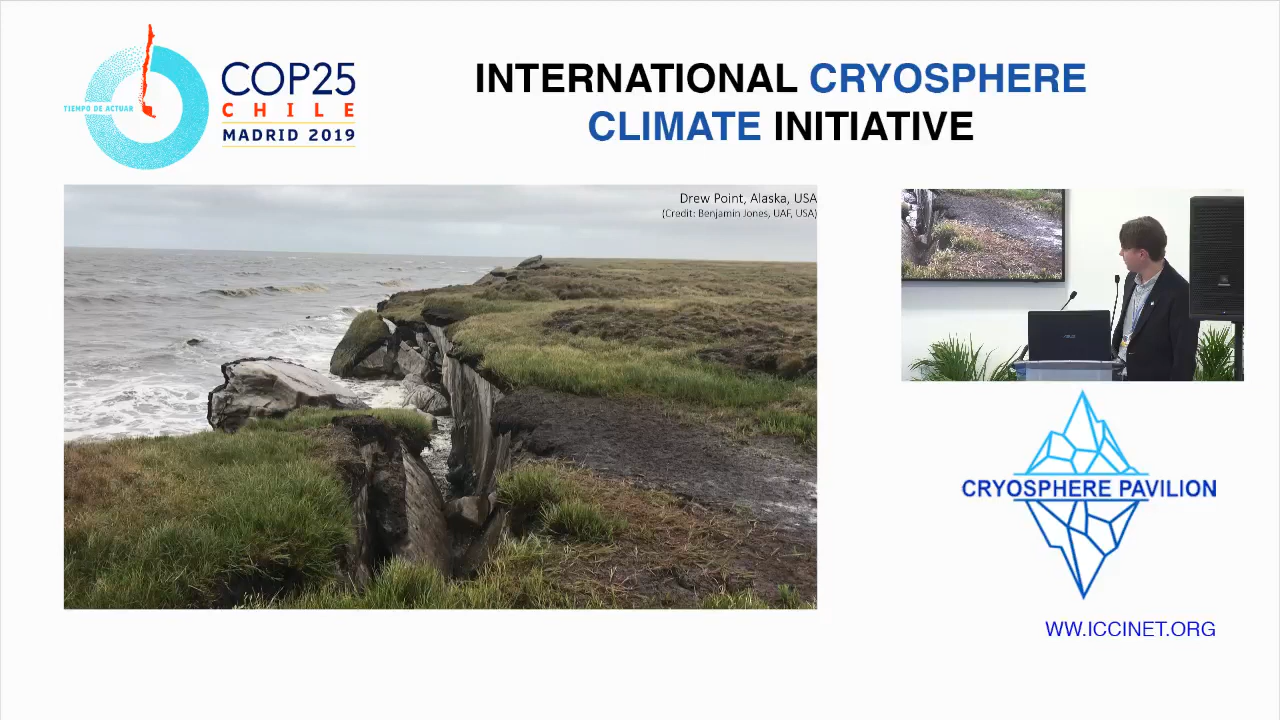 TIEMPO DE ACTUAR
COP25
CHILE
MADRID 2019
INTERNATIONAL CRYOSPHERE
CLIMATE INITIATIVE
Drew Point, Alaska, USA
(Credit: Benjamin Jones, UAF, USA)
CRYOSPHERE PAVILION
WW.ICCINET.ORG